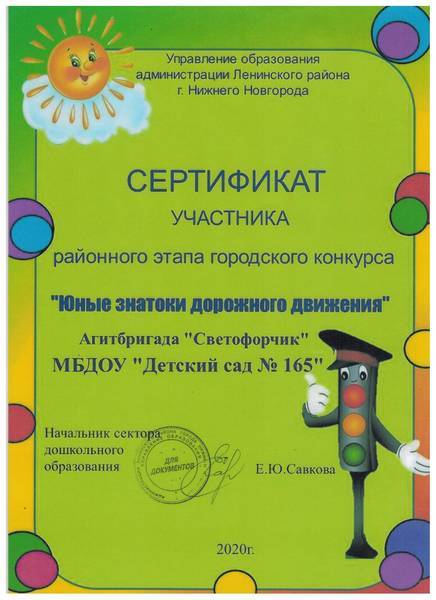 Управление образования
администрации Ленинского района
г. Нижнего Новгорода
СЕРТИФИКАТ
УЧАСТНИКА
районного этапа городского конкурса
"Юные знатоки дорожного движения"
Агитбригада "Светофорчик"
МБДОУ "Детский сад № 165"
Начальник сектора
дошкольного
образования
ДЛЯ
ДОКУМЕНТОВ
Е.Ю.Савкова
2020г.